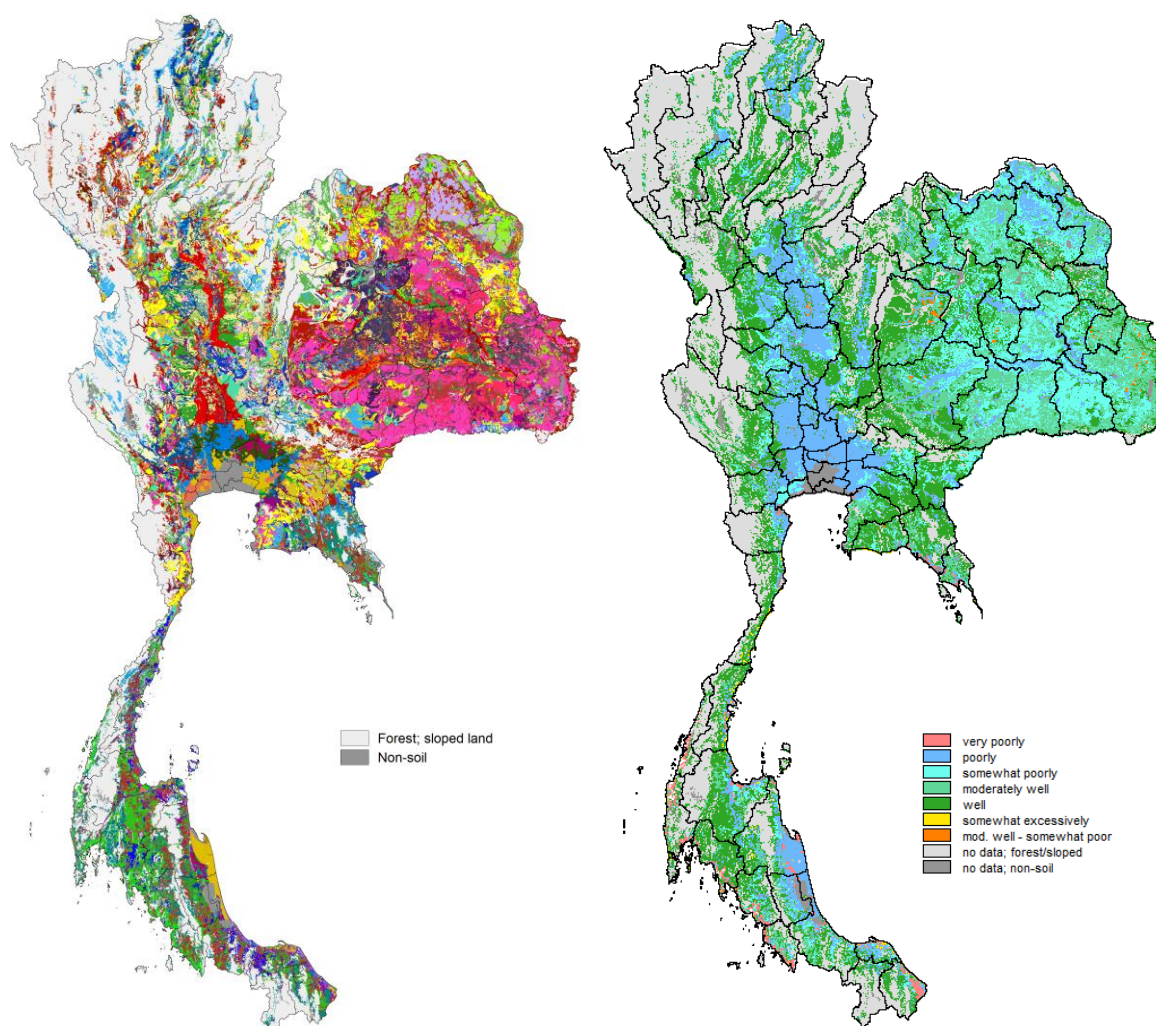 Forest; sloped land
Non-soil
very poorly
poorly
somewhat poorly
moderately well
well
somewhat excessively
mod. well - somewhat poor
no data; forest/sloped
no data; non-soil